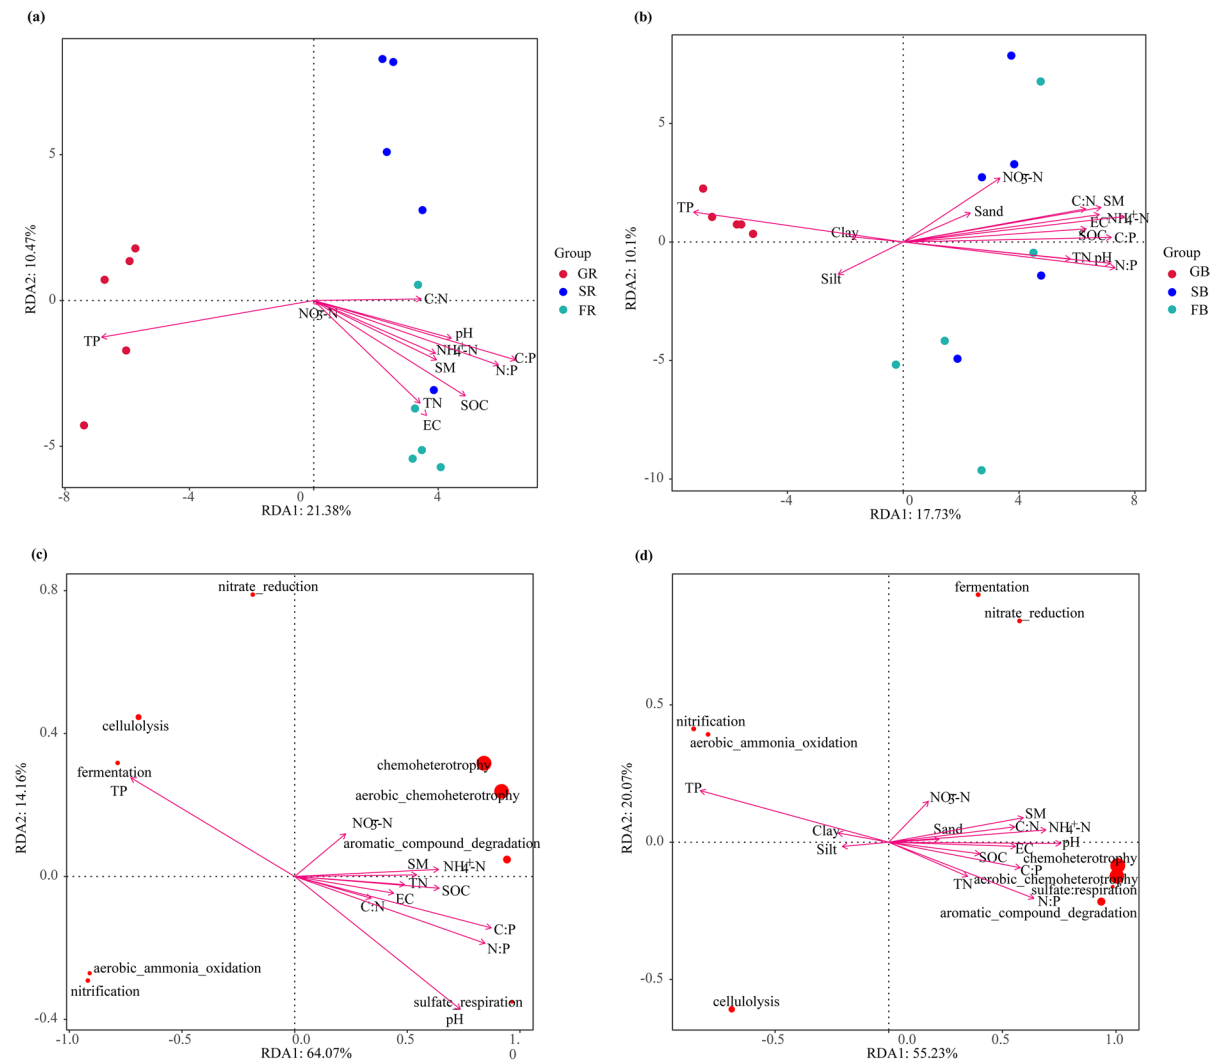 (a)
RDA2: 10.47%
5
0
-5
-8
-4
0
4
RDA1: 21.38%
TP
NO3-N
C:N
pH
NH4+-N
SM
C:P
N:P
TN
SOC
EC
Group
GR
SR
FR
(b)
RDA2: 10.1%
5
0
-5
-10
-4
0
4
8
RDA1: 17.73%
TP
Clay
Silt
Sand
NO3-N
C:N
SM
NH4+-N
EC
SOC
C:P
TN
pH
N:P
Group
GB
SB
FB
(c)
RDA2: 14.16%
0.8
0.4
0.0
-0.4
-1.0
-0.5
0.0
0.5
1.0
0
RDA1: 64.07%
nitrate_reduction
cellulolysis
fermentation
TP
chemoheterotrophy
aerobic_chemoheterotrophy
NO3-N
aromatic_compound_degradation
SM
NH4+-N
TN
SOC
EC
C:N
C:P
N:P
aerobic_ammonia_oxidation
nitrification
sulfate_respiration
pH
(d)
RDA2: 20.07%
0.5
0.0
-0.5
-0.5
0.0
0.5
1.0
RDA1: 55.23%
fermentation
nitrate_reduction
nitrification
aerobic_ammonia_oxidation
TP
NO3-N
SM
Clay
Sand
C:N
NH4+-N
Silt
EC
pH
SOC
chemoheterotrophy
C:P
TN
aerobic_chemoheterotrophy
sulfate:respiration
N:P
aromatic_compound_degradation
cellulolysis